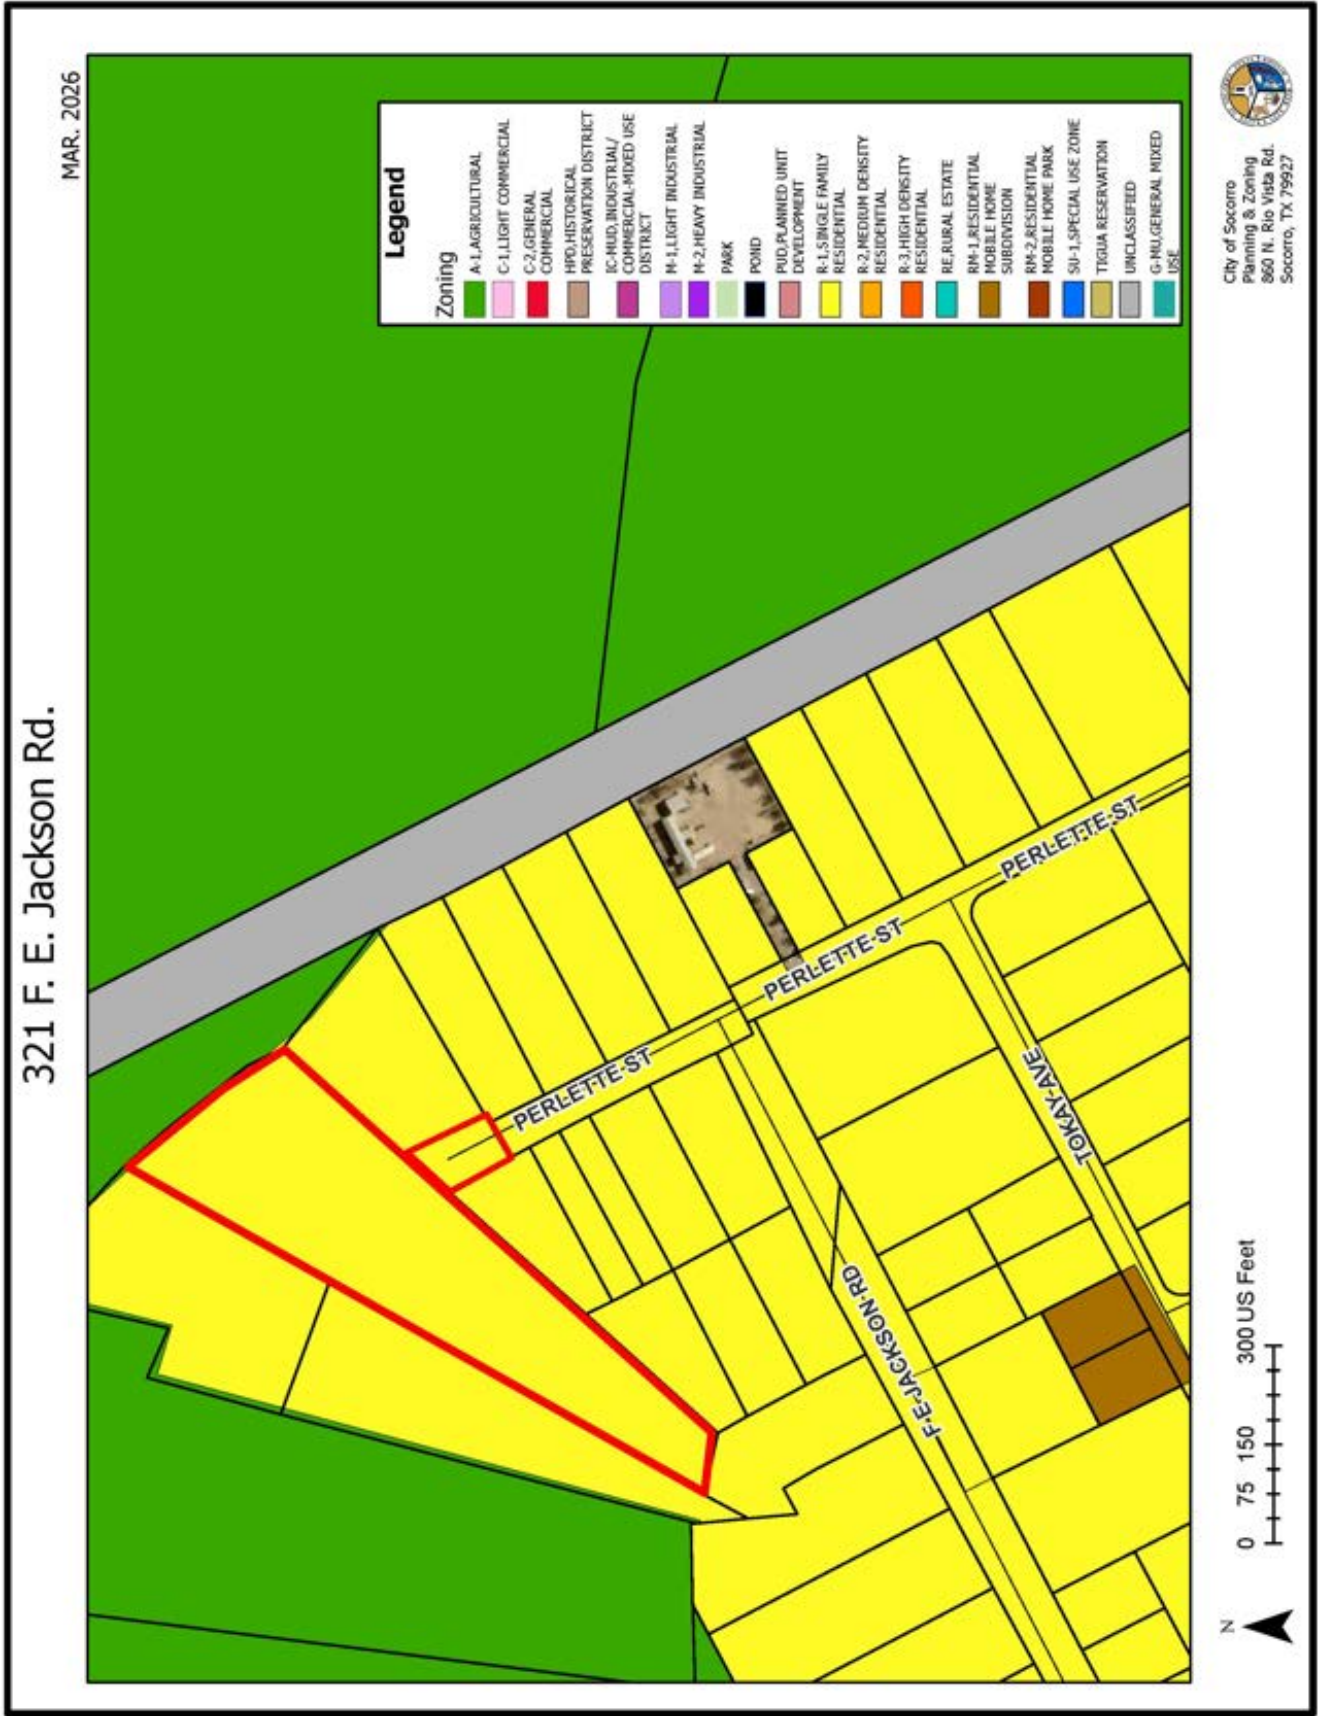 321 F. E. Jackson Rd.
MAR. 2026
Legend
Zoning
A-1,AGRICULTURAL
C-1,LIGHT COMMERCIAL
C-2,GENERAL
COMMERCIAL
HPD,HISTORICAL
PRESERVATION DISTRICT
IC-MUD,INDUSTRIAL/
COMMERCIAL-MIXED USE
DISTRICT
M-1,LIGHT INDUSTRIAL
M-2,HEAVY INDUSTRIAL
PARK
POND
PUD,PLANNED UNIT
DEVELOPMENT
R-1,SINGLE FAMILY
RESIDENTIAL
R-2,MEDIUM DENSITY
RESIDENTIAL
R-3,HIGH DENSITY
RESIDENTIAL
RE,RURAL ESTATE
RM-1,RESIDENTIAL
MOBILE HOME
SUBDIVISION
RM-2,RESIDENTIAL
MOBILE HOME PARK
SU-1,SPECIAL USE ZONE
TIGUA RESERVATION
UNCLASSIFIED
G-MU,GENERAL MIXED
USE
PERLETTE ST
PERLETTE ST
PERLETTE ST
TOKAY AVE
F E JACKSON RD
N
0 75 150 300 US Feet
City of Socorro
Planning & Zoning
860 N. Rio Vista Rd.
Socorro, TX 79927